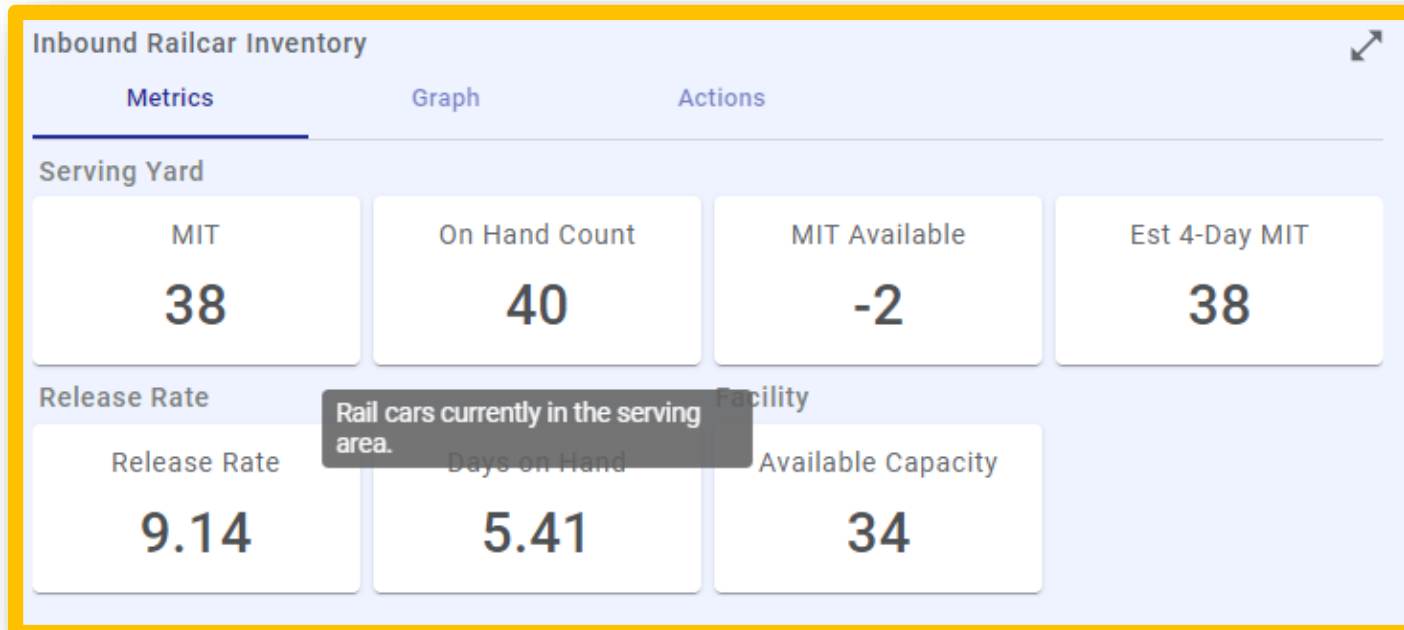 Inbound Railcar Inventory
Metrics Graph Actions
Serving Yard
MIT On Hand Count MIT Available Est 4-Day MIT
38 40 -2 38
Release Rate Facility
Rail cars currently in the serving
area.
Release Rate Days on Hand Available Capacity
9.14 5.41 34